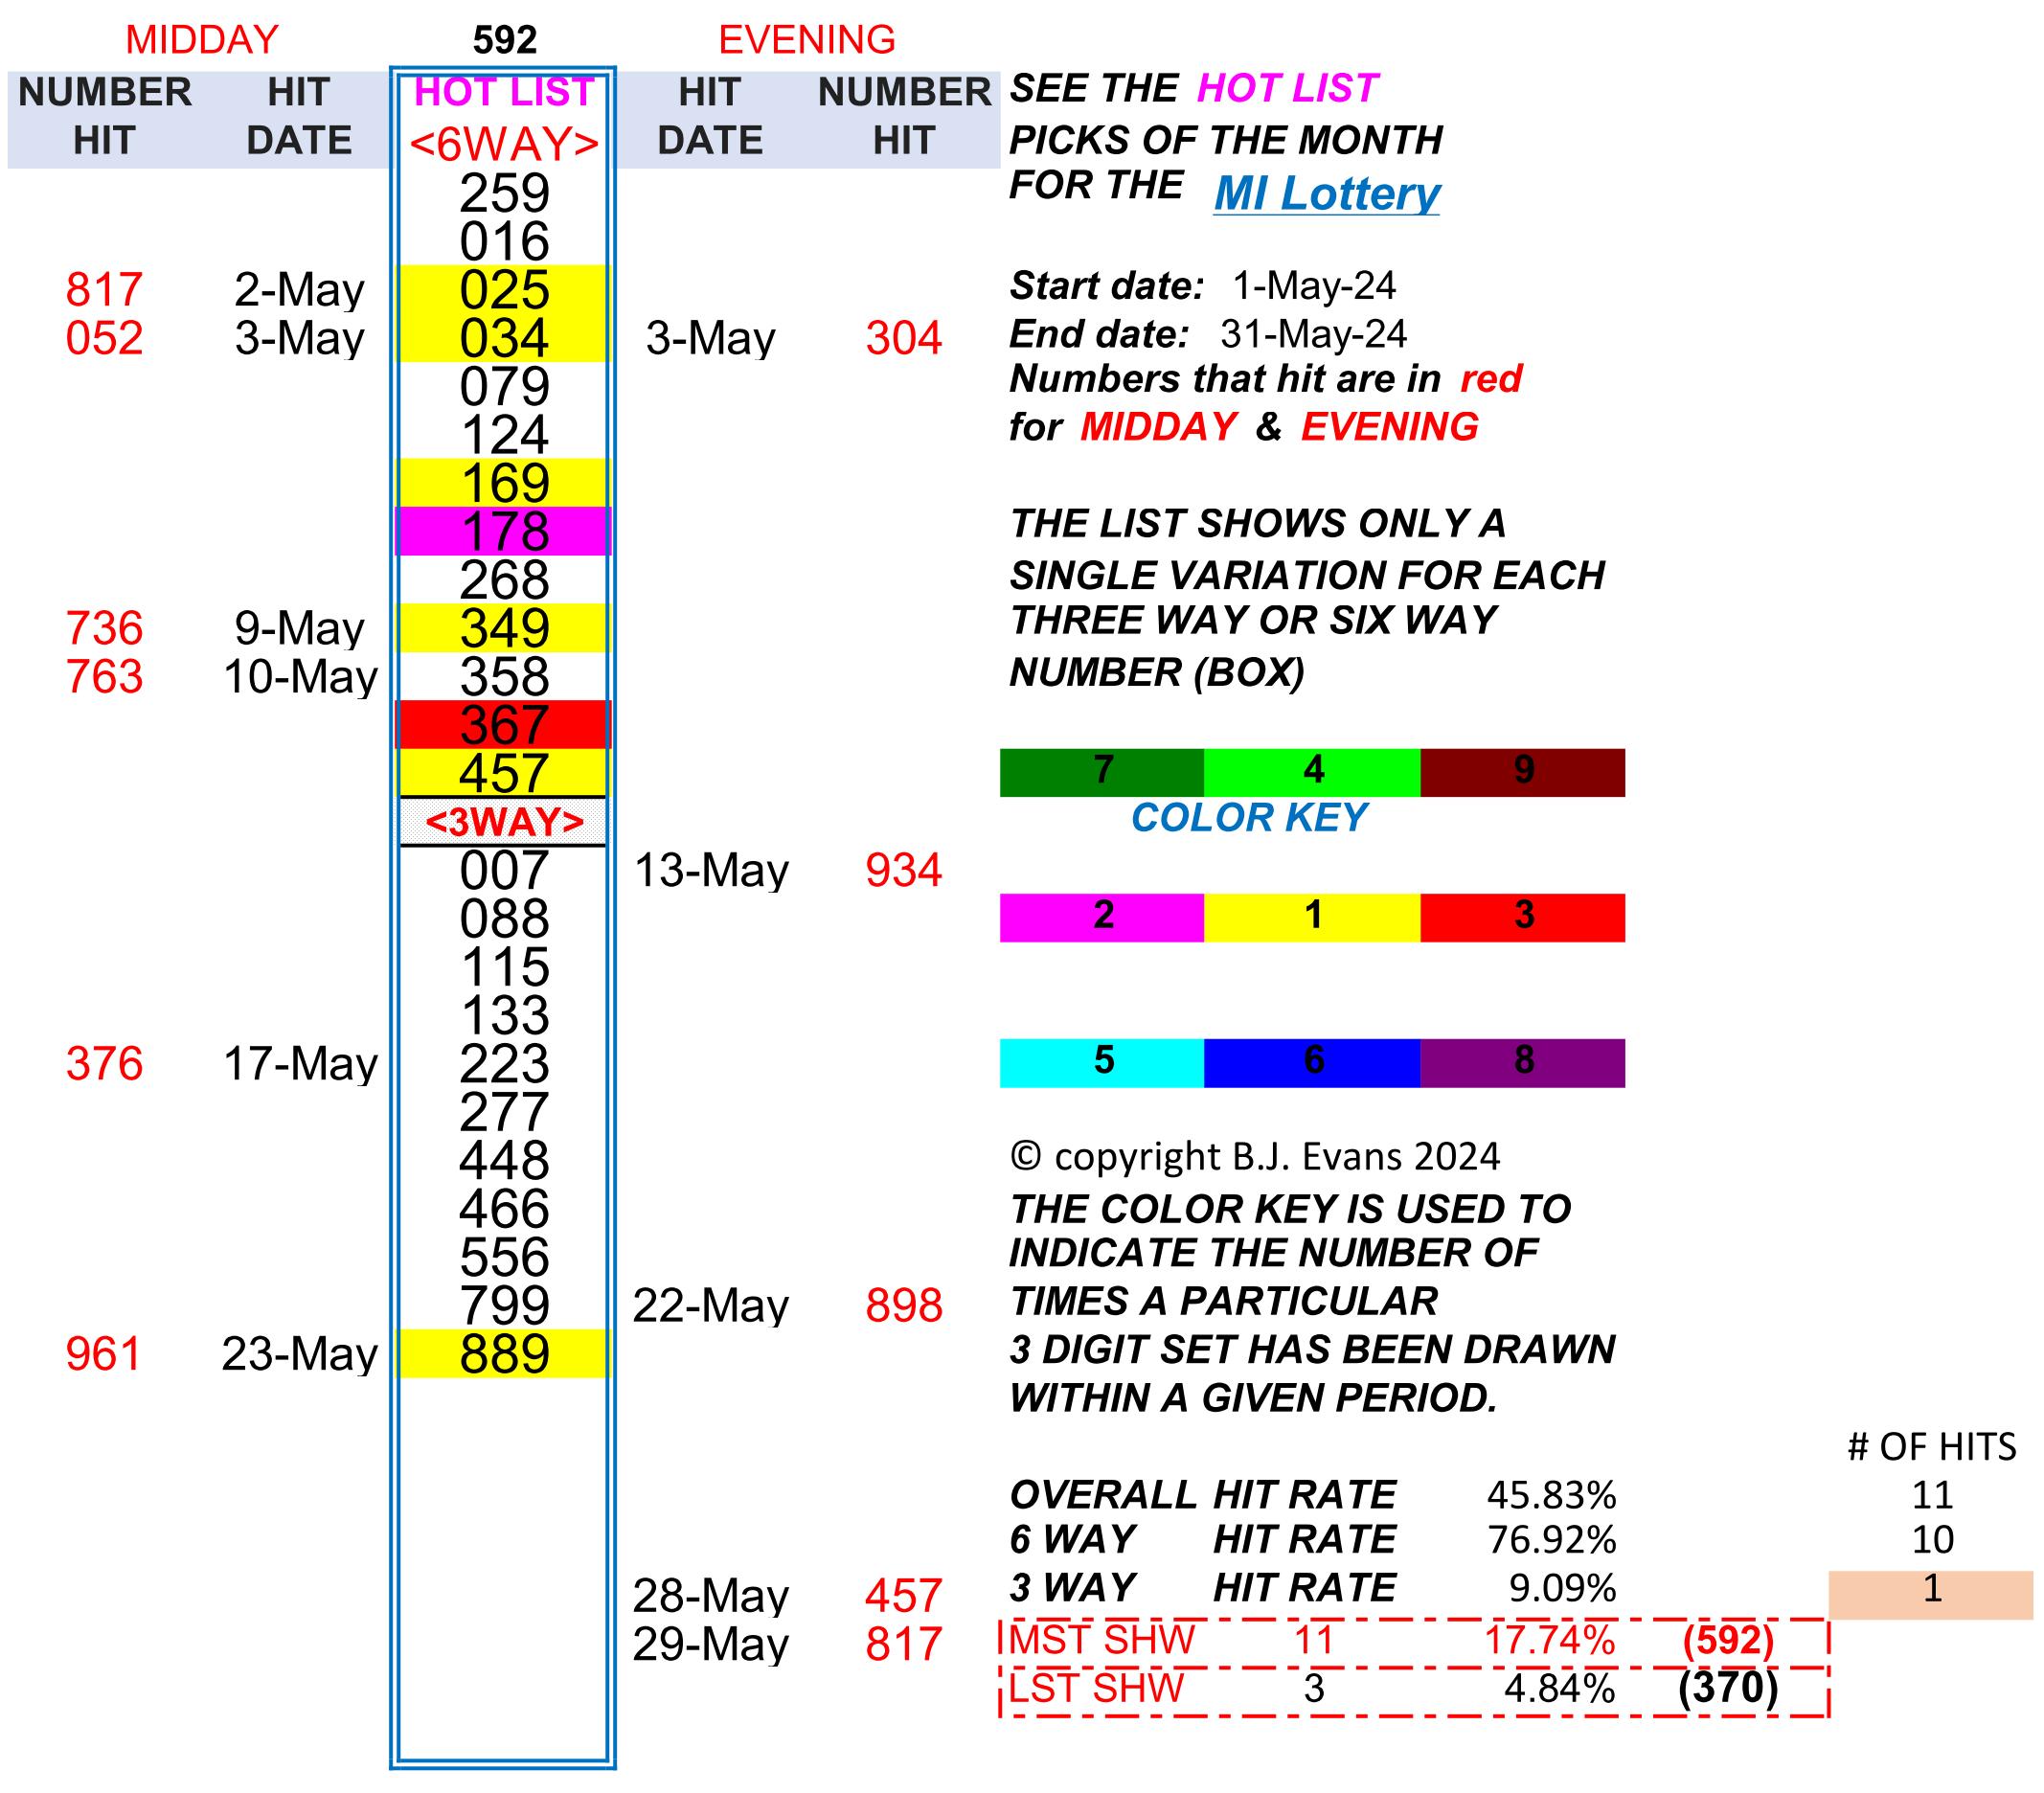 MIDDAY 592 EVENING
NUMBER HIT HOT LIST HIT NUMBER SEE THE HOT LIST
HIT DATE <6WAY> DATE HIT PICKS OF THE MONTH
259 FOR THE MI Lottery
016
817 2-May 025 Start date: 1-May-24
052 3-May 034 3-May 304 End date: 31-May-24
079 Numbers that hit are in red
124 for MIDDAY & EVENING
169
178 THE LIST SHOWS ONLY A
268 SINGLE VARIATION FOR EACH
736 9-May 349 THREE WAY OR SIX WAY
763 10-May 358 NUMBER (BOX)
367
457 7 4 9
<3WAY> COLOR KEY
007 13-May 934
088 2 1 3
115
133
376 17-May 223 5 6 8
277
448 © copyright B.J. Evans 2024
466 THE COLOR KEY IS USED TO
556 INDICATE THE NUMBER OF
799 22-May 898 TIMES A PARTICULAR
961 23-May 889 3 DIGIT SET HAS BEEN DRAWN
WITHIN A GIVEN PERIOD.
# OF HITS
OVERALL HIT RATE 45.83% 11
6 WAY HIT RATE 76.92% 10
28-May 457 3 WAY HIT RATE 9.09% 1
29-May 817 MST SHW 11 17.74% (592)
LST SHW 3 4.84% (370)